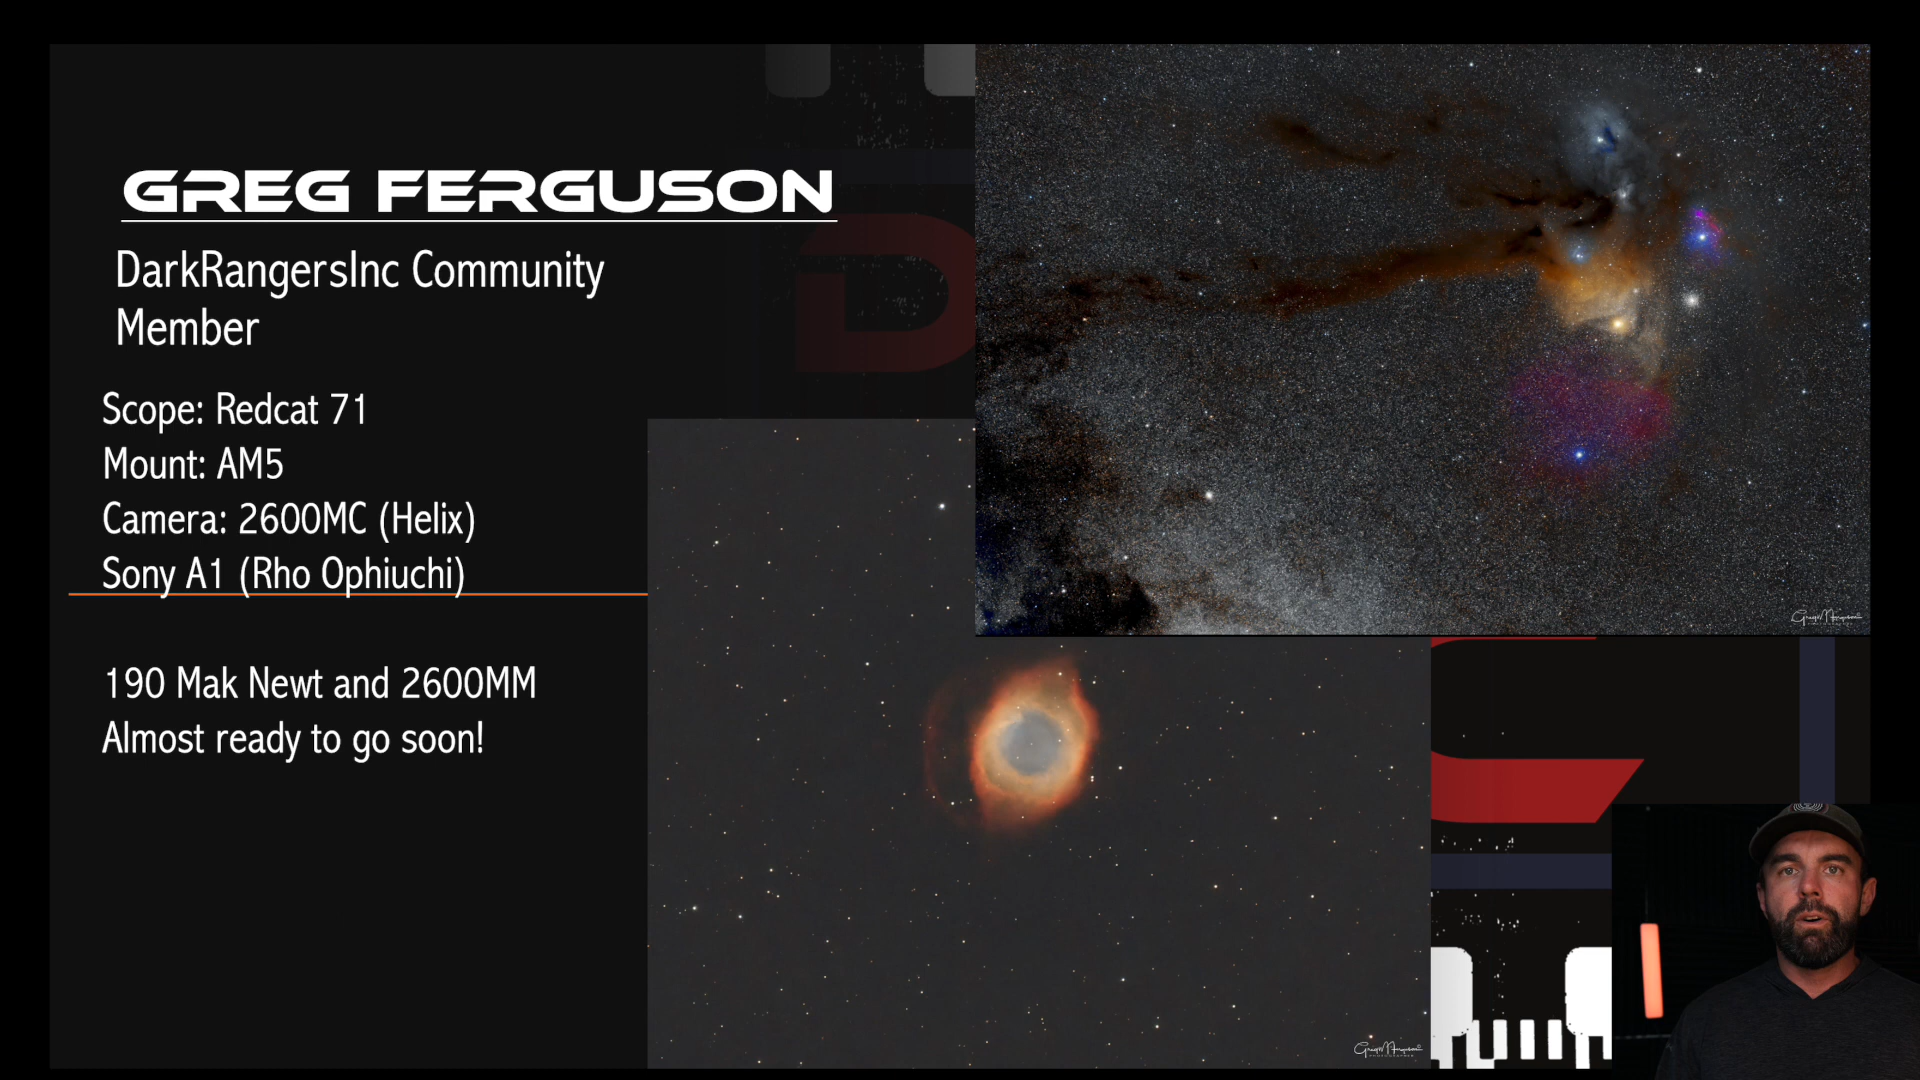 GREG FERGUSON
DarkRangersInc Community
Member
Scope: Redcat 71
Mount: AM5
Camera: 2600MC (Helix)
Sony A1 (Rho Ophiuchi)
190 Mak Newt and 2600MM
Almost ready to go soon!